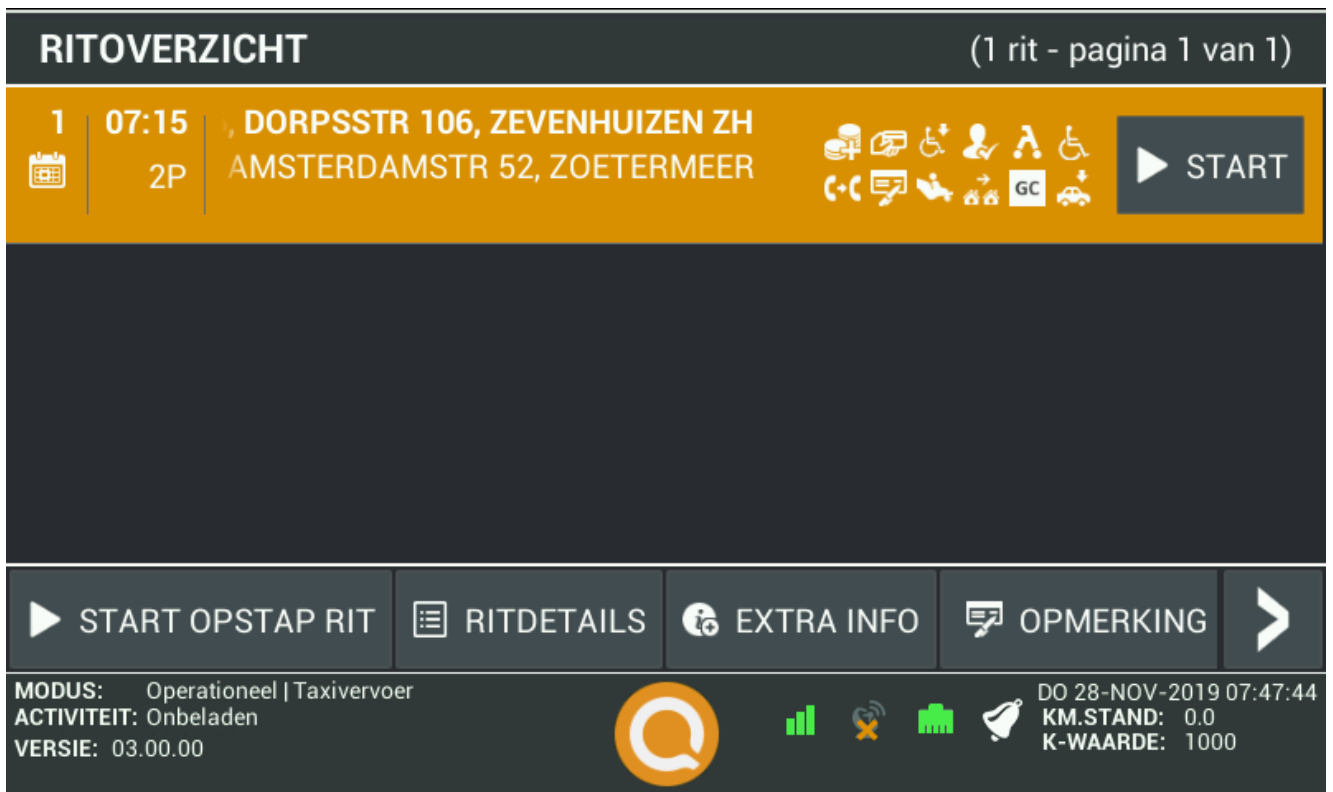 RITOVERZICHT (1 rit - pagina 1 van 1)
1 07:15 , DORPSSTR 106, ZEVENHUIZEN ZH
2P AMSTERDAMSTR 52, ZOETERMEER
GC
START
START OPSTAP RIT RITDETAILS EXTRA INFO OPMERKING
MODUS: Operationeel | Taxivervoer
ACTIVITEIT: Onbeladen
VERSIE: 03.00.00
DO 28-NOV-2019 07:47:44
KM.STAND: 0.0
K-WAARDE: 1000